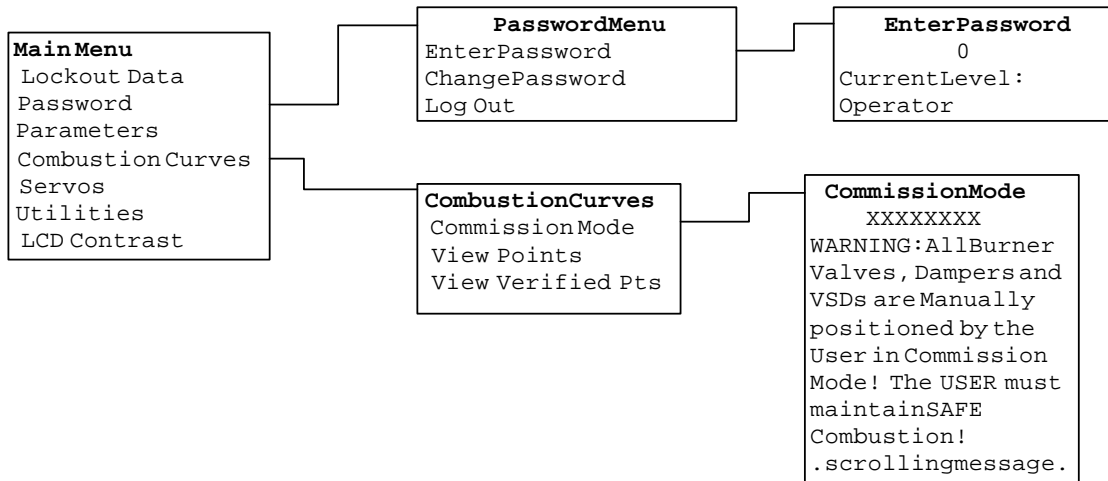 Main Menu
Lockout Data
Password
Parameters
Combustion Curves
Servos
Utilities
LCD Contrast
PasswordMenu
EnterPassword
ChangePassword
Log Out
EnterPassword
0
CurrentLevel:
Operator
CombustionCurves
Commission Mode
View Points
View Verified Pts
CommissionMode
XXXXXXXX
WARNING:AllBurner
Valves, Dampers and
VSDs are Manually
positioned by the
User in Commission
Mode! The USER must
maintainSAFE
Combustion!
.scrollingmessage.